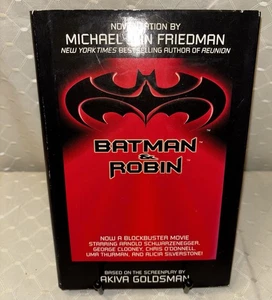 NOVELIZATION BY
MICHAEL JAN FRIEDMAN
NEW YORK TIMES BESTSELLING AUTHOR OF REUNION
BATMAN
&
ROBIN™
NOW A BLOCKBUSTER MOVIE
STARRING ARNOLD SCHWARZENEGGER,
GEORGE CLOONEY, CHRIS O'DONNELL,
UMA THURMAN, AND ALICIA SILVERSTONE!
BASED ON THE SCREENPLAY BY
AKIVA GOLDSMAN